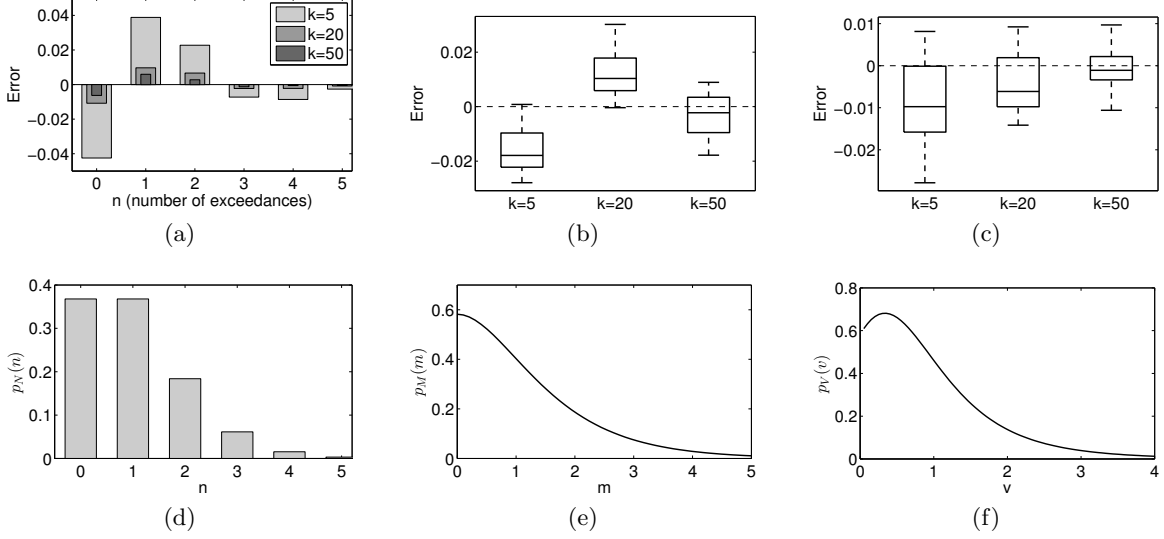 0.04
0.02
0
−0.02
−0.04
Error
k=5
k=20
k=50
0 1 2 3 4 5
n (number of exceedances)
(a)
0.02
0
−0.02
Error
k=5 k=20 k=50
(b)
0.01
0
−0.01
−0.02
Error
k=5 k=20 k=50
(c)
0.4
0.3
0.2
0.1
0
p_N(n)
0 1 2 3 4 5
n
(d)
0.6
0.4
0.2
0
p_M(m)
0 1 2 3 4 5
m
(e)
0.8
0.6
0.4
0.2
0
p_V(v)
0 1 2 3 4
v
(f)